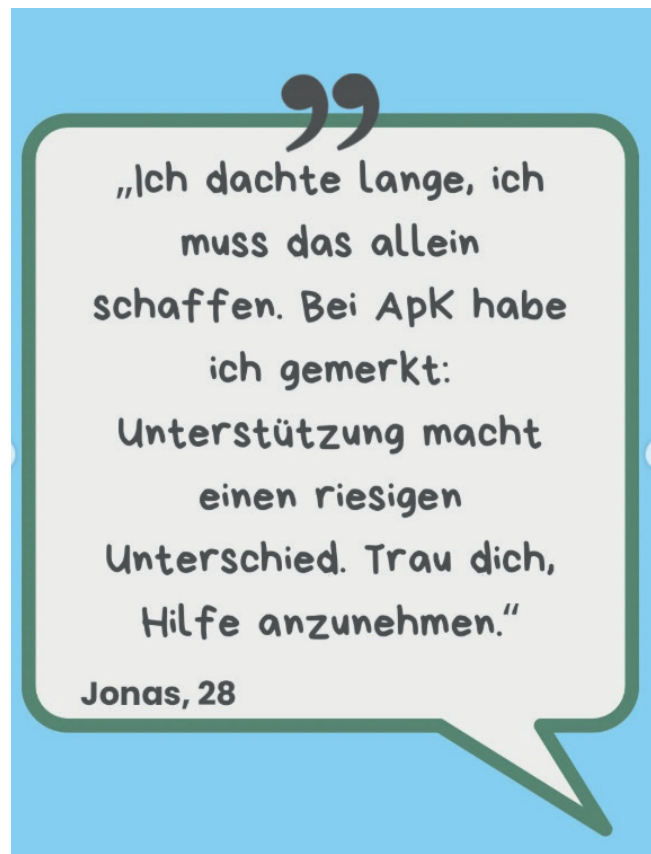 ”
„Ich dachte lange, ich
muss das allein
schaffen. Bei ApK habe
ich gemerkt:
Unterstützung macht
einen riesigen
Unterschied. Trau dich,
Hilfe anzunehmen.“
Jonas, 28